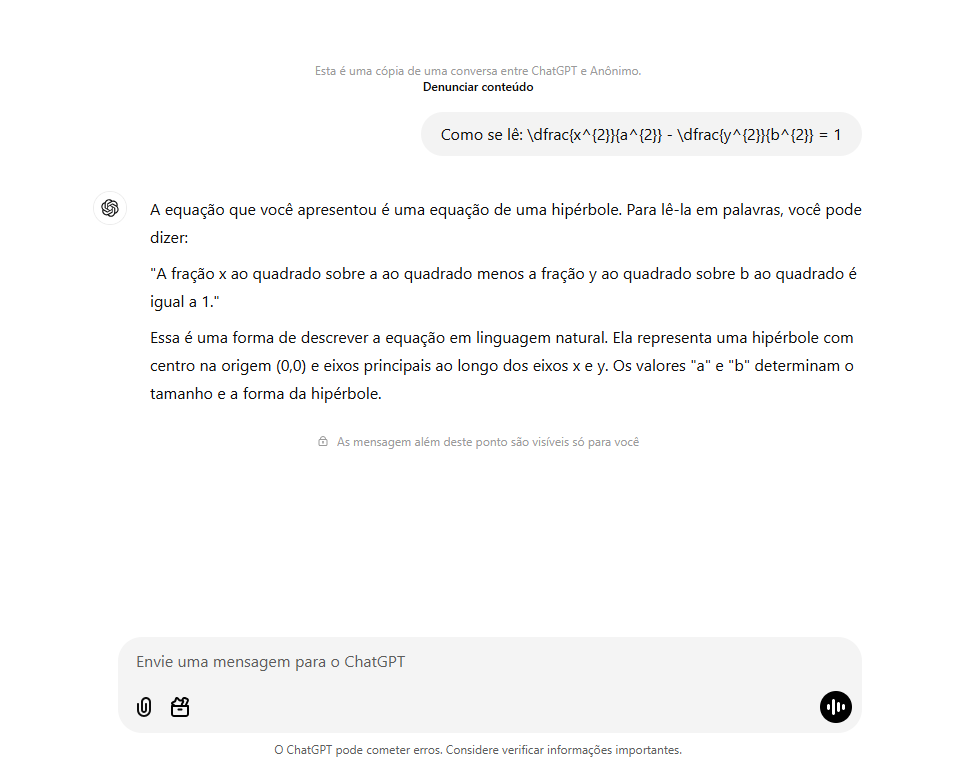 Esta é uma cópia de uma conversa entre ChatGPT e Anônimo.
Denunciar conteúdo
Como se lê: \dfrac{x^{2}}{a^{2}} - \dfrac{y^{2}}{b^{2}} = 1
A equação que você apresentou é uma equação de uma hipérbole. Para lê-la em palavras, você pode
dizer:
"A fração x ao quadrado sobre a ao quadrado menos a fração y ao quadrado sobre b ao quadrado é
igual a 1."
Essa é uma forma de descrever a equação em linguagem natural. Ela representa uma hipérbole com
centro na origem (0,0) e eixos principais ao longo dos eixos x e y. Os valores "a" e "b" determinam o
tamanho e a forma da hipérbole.
As mensagem além deste ponto são visíveis só para você
Envie uma mensagem para o ChatGPT
O ChatGPT pode cometer erros. Considere verificar informações importantes.